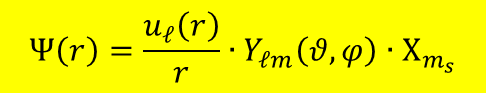 Ψ(r) = u_ℓ(r)/r · Y_ℓm(ϑ, φ) · Χ_m_s